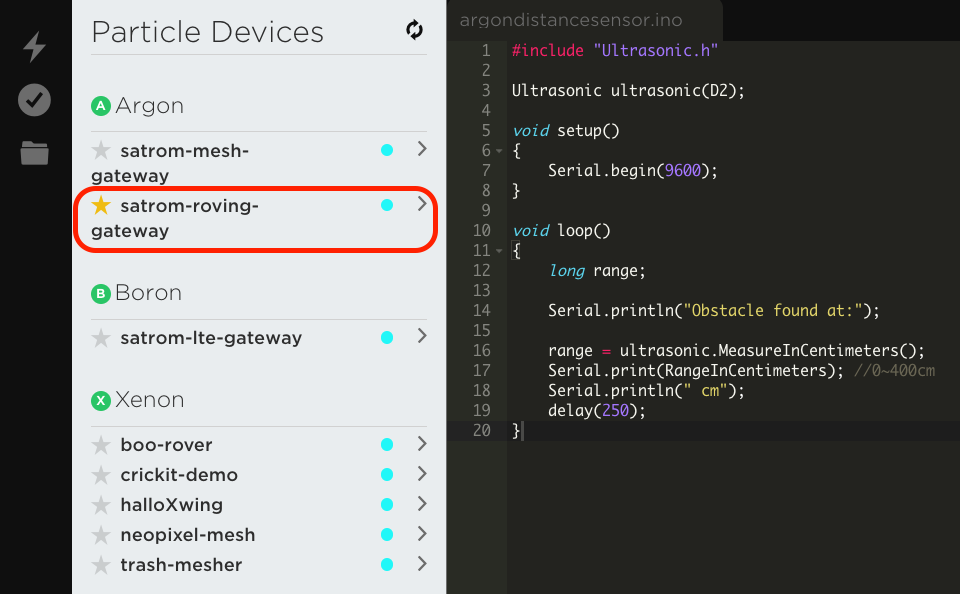 Particle Devices
A Argon
satrom-mesh-
gateway
satrom-roving-
gateway
B Boron
satrom-lte-gateway
X Xenon
boo-rover
crickit-demo
halloXwing
neopixel-mesh
trash-mesher
argondistancesensor.ino
1 #include "Ultrasonic.h"
2
3 Ultrasonic ultrasonic(D2);
4
5 void setup()
6 {
7 Serial.begin(9600);
8 }
9
10 void loop()
11 {
12 long range;
13
14 Serial.println("Obstacle found at:");
15
16 range = ultrasonic.MeasureInCentimeters();
17 Serial.print(RangeInCentimeters); //0~400cm
18 Serial.println(" cm");
19 delay(250);
20 }